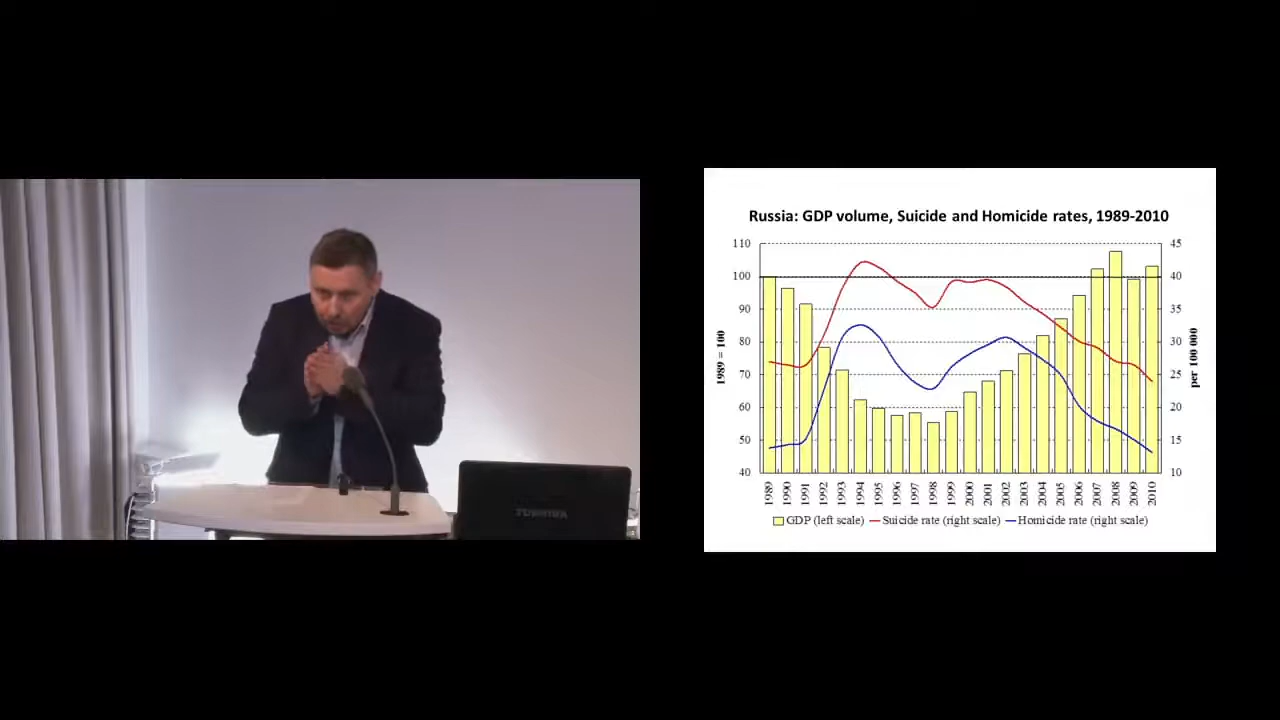 TOSHIBA
Russia: GDP volume, Suicide and Homicide rates, 1989-2010
110
100
90
80
70
60
50
40
1989 = 100
45
40
35
30
25
20
15
10
per 100 000
1989 1990 1991 1992 1993 1994 1995 1996 1997 1998 1999 2000 2001 2002 2003 2004 2005 2006 2007 2008 2009 2010
GDP (left scale) Suicide rate (right scale) Homicide rate (right scale)